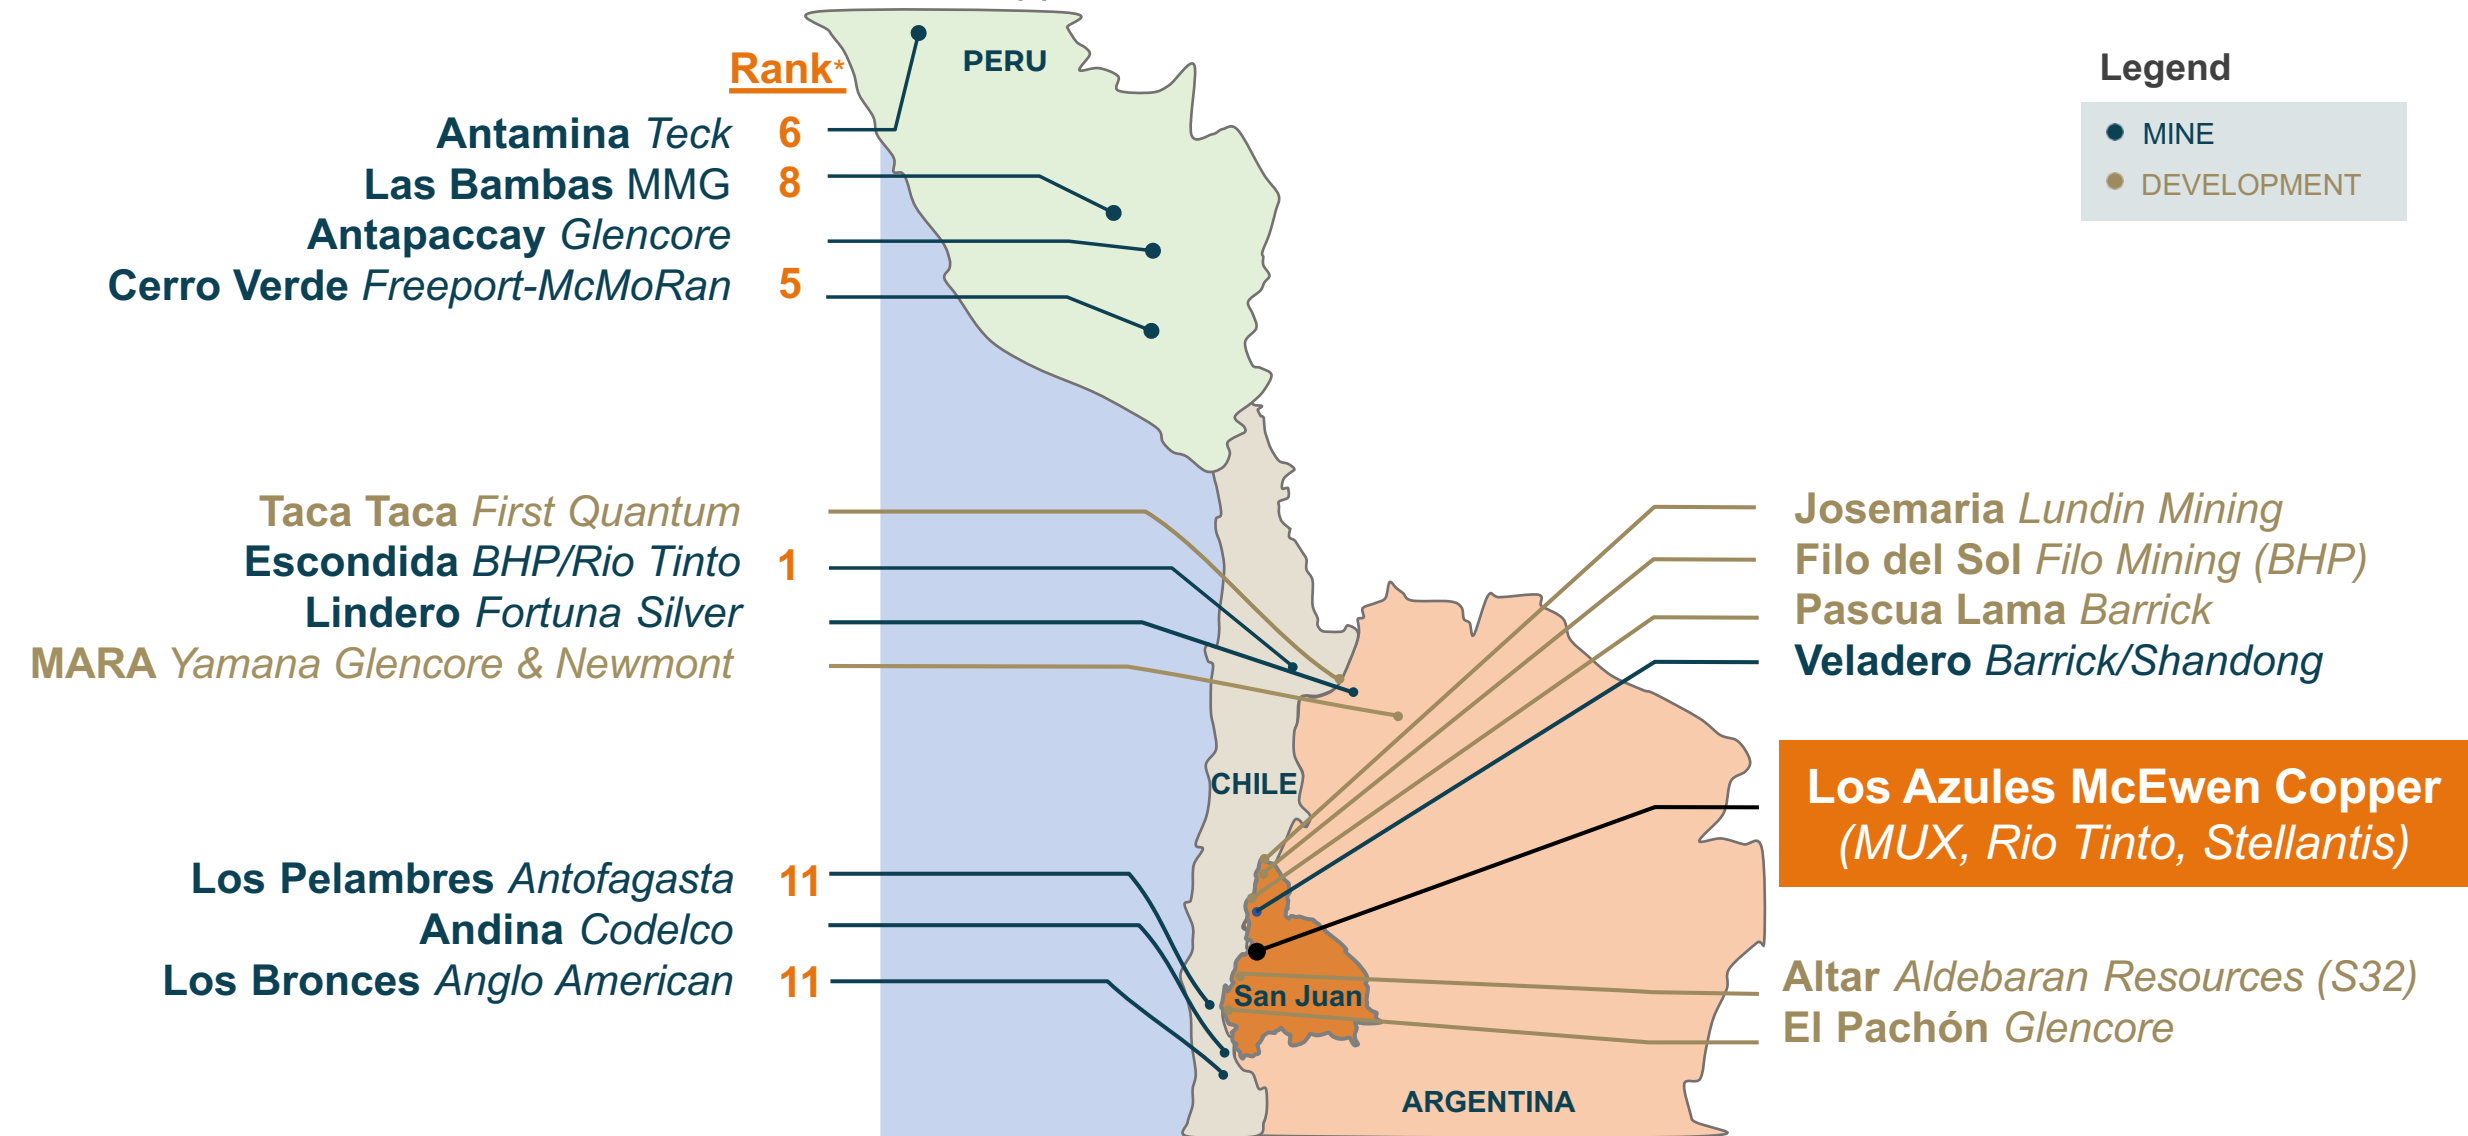 PERU
Rank*
Antamina Teck 6
Las Bambas MMG 8
Antapaccay Glencore
Cerro Verde Freeport-McMoRan 5
Legend
MINE
DEVELOPMENT
Taca Taca First Quantum
Escondida BHP/Rio Tinto 1
Lindero Fortuna Silver
MARA Yamana Glencore & Newmont
Josemaria Lundin Mining
Filo del Sol Filo Mining (BHP)
Pascua Lama Barrick
Veladero Barrick/Shandong
CHILE
Los Azules McEwen Copper
(MUX, Rio Tinto, Stellantis)
Los Pelambres Antofagasta 11
Andina Codelco
Los Bronces Anglo American 11
San Juan
Altar Aldebaran Resources (S32)
El Pachón Glencore
ARGENTINA